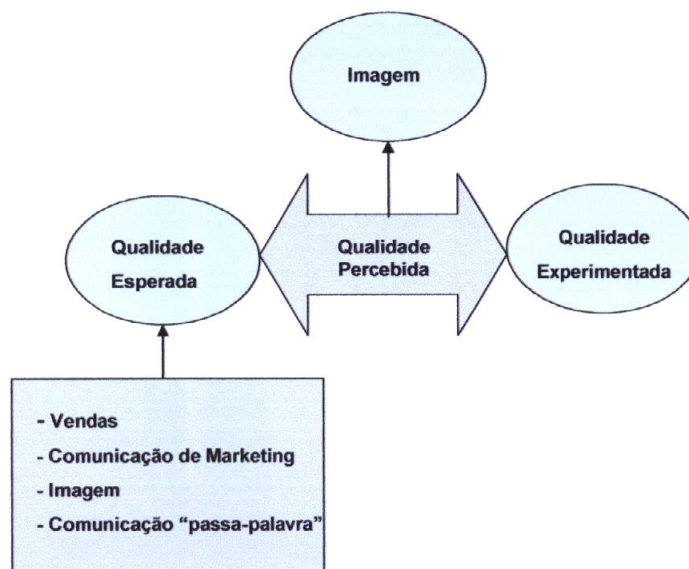 Imagem
Qualidade
Esperada
Qualidade
Percebida
Qualidade
Experimentada
- Vendas
- Comunicação de Marketing
- Imagem
- Comunicação “passa-palavra”